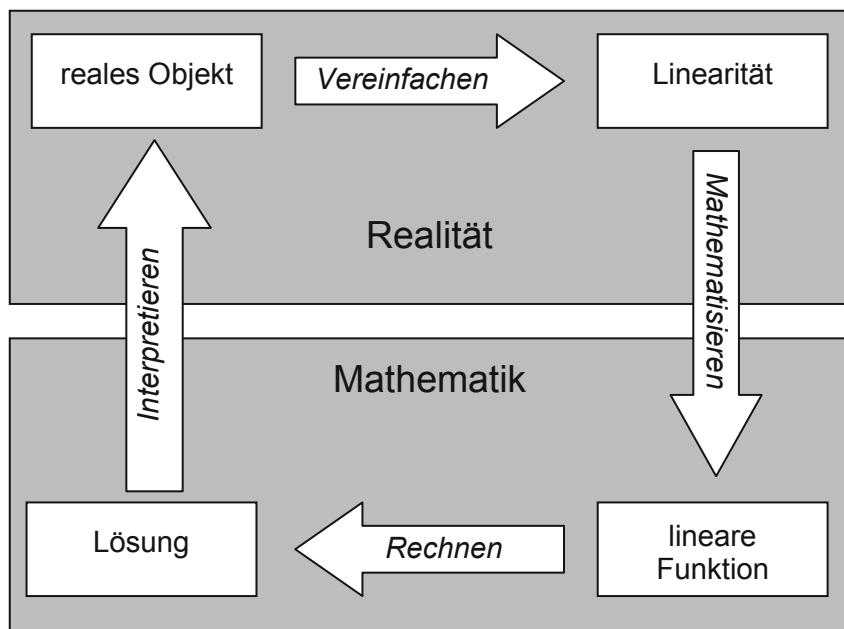 reales Objekt
Vereinfachen
Linearität
Realität
Mathematisieren
Interpretieren
Mathematik
Lösung
Rechnen
lineare
Funktion